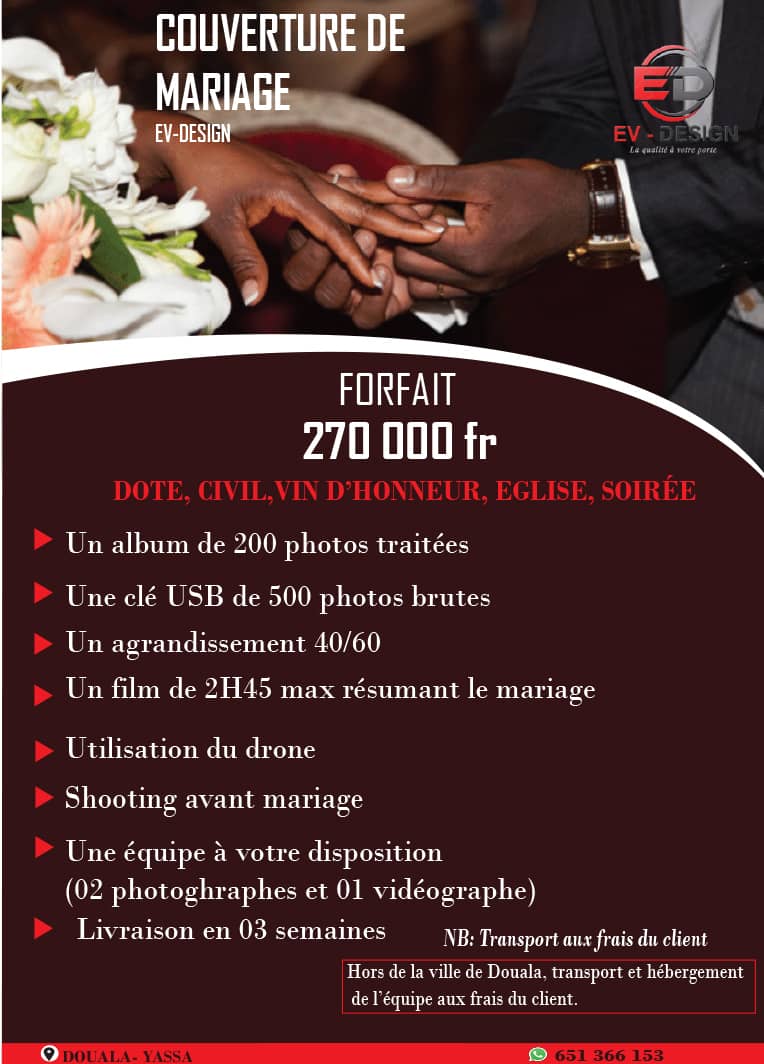 COUVERTURE DE
MARIAGE
EV-DESIGN
ED
EV - DESIGN
La qualité à votre porte
FORFAIT
270 000 fr
DOTE, CIVIL,VIN D'HONNEUR, EGLISE, SOIRÉE
Un album de 200 photos traitées
Une clé USB de 500 photos brutes
Un agrandissement 40/60
Un film de 2H45 max résumant le mariage
Utilisation du drone
Shooting avant mariage
Une équipe à votre disposition
(02 photoghraphes et 01 vidéographe)
Livraison en 03 semaines
NB: Transport aux frais du client
Hors de la ville de Douala, transport et hébergement
de l'équipe aux frais du client.
DOUALA- YASSA
651 366 153